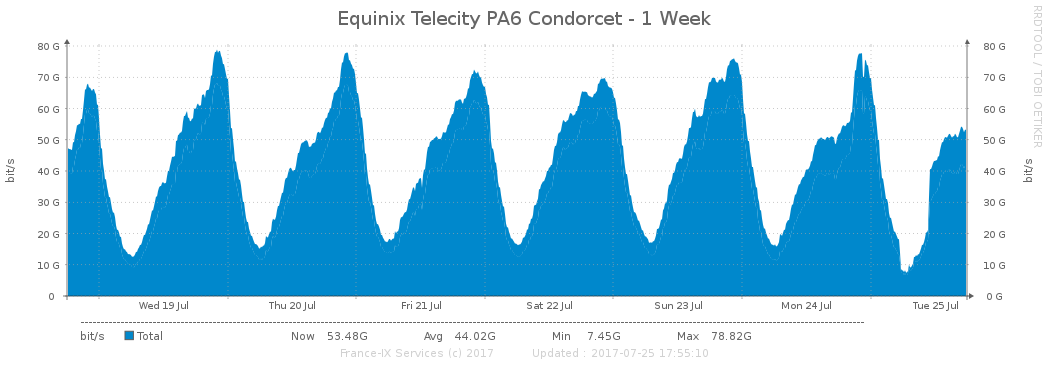 Equinix Telecity PA6 Condorcet - 1 Week
RRDTOOL / TOBI OETIKER
bit/s
80 G 80 G
70 G 70 G
60 G 60 G
50 G 50 G
40 G 40 G
30 G 30 G
20 G 20 G
10 G 10 G
0 0 G
bit/s
Wed 19 Jul Thu 20 Jul Fri 21 Jul Sat 22 Jul Sun 23 Jul Mon 24 Jul Tue 25 Jul
bit/s Total Now 53.48G Avg 44.02G Min 7.45G Max 78.82G
France-IX Services (c) 2017 Updated : 2017-07-25 17:55:10